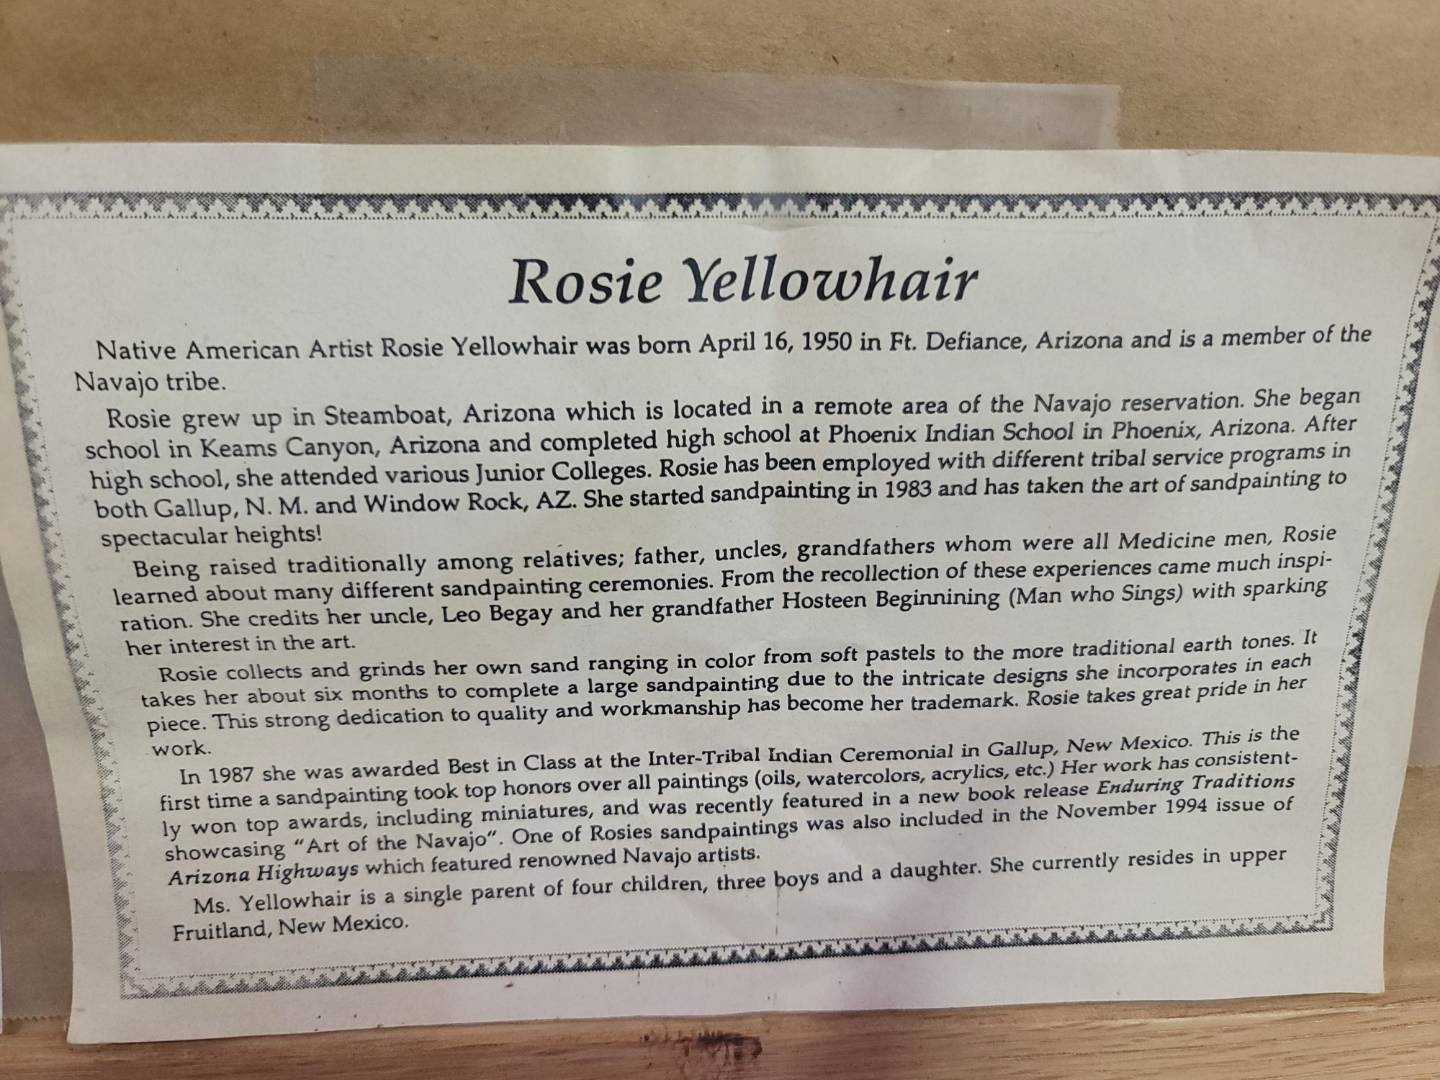 Rosie Yellowhair
Native American Artist Rosie Yellowhair was born April 16, 1950 in Ft. Defiance, Arizona and is a member of the
Navajo tribe.
Rosie grew up in Steamboat, Arizona which is located in a remote area of the Navajo reservation. She began
school in Keams Canyon, Arizona and completed high school at Phoenix Indian School in Phoenix, Arizona. After
high school, she attended various Junior Colleges. Rosie has been employed with different tribal service programs in
both Gallup, N. M. and Window Rock, AZ. She started sandpainting in 1983 and has taken the art of sandpainting to
spectacular heights!
Being raised traditionally among relatives; father, uncles, grandfathers whom were all Medicine men, Rosie
learned about many different sandpainting ceremonies. From the recollection of these experiences came much inspi-
ration. She credits her uncle, Leo Begay and her grandfather Hosteen Beginnining (Man who Sings) with sparking
her interest in the art.
Rosie collects and grinds her own sand ranging in color from soft pastels to the more traditional earth tones. It
takes her about six months to complete a large sandpainting due to the intricate designs she incorporates in each
piece. This strong dedication to quality and workmanship has become her trademark. Rosie takes great pride in her
work.
In 1987 she was awarded Best in Class at the Inter-Tribal Indian Ceremonial in Gallup, New Mexico. This is the
first time a sandpainting took top honors over all paintings (oils, watercolors, acrylics, etc.) Her work has consistent-
ly won top awards, including miniatures, and was recently featured in a new book release Enduring Traditions
showcasing "Art of the Navajo". One of Rosies sandpaintings was also included in the November 1994 issue of
Arizona Highways which featured renowned Navajo artists.
Ms. Yellowhair is a single parent of four children, three boys and a daughter. She currently resides in upper
Fruitland, New Mexico.